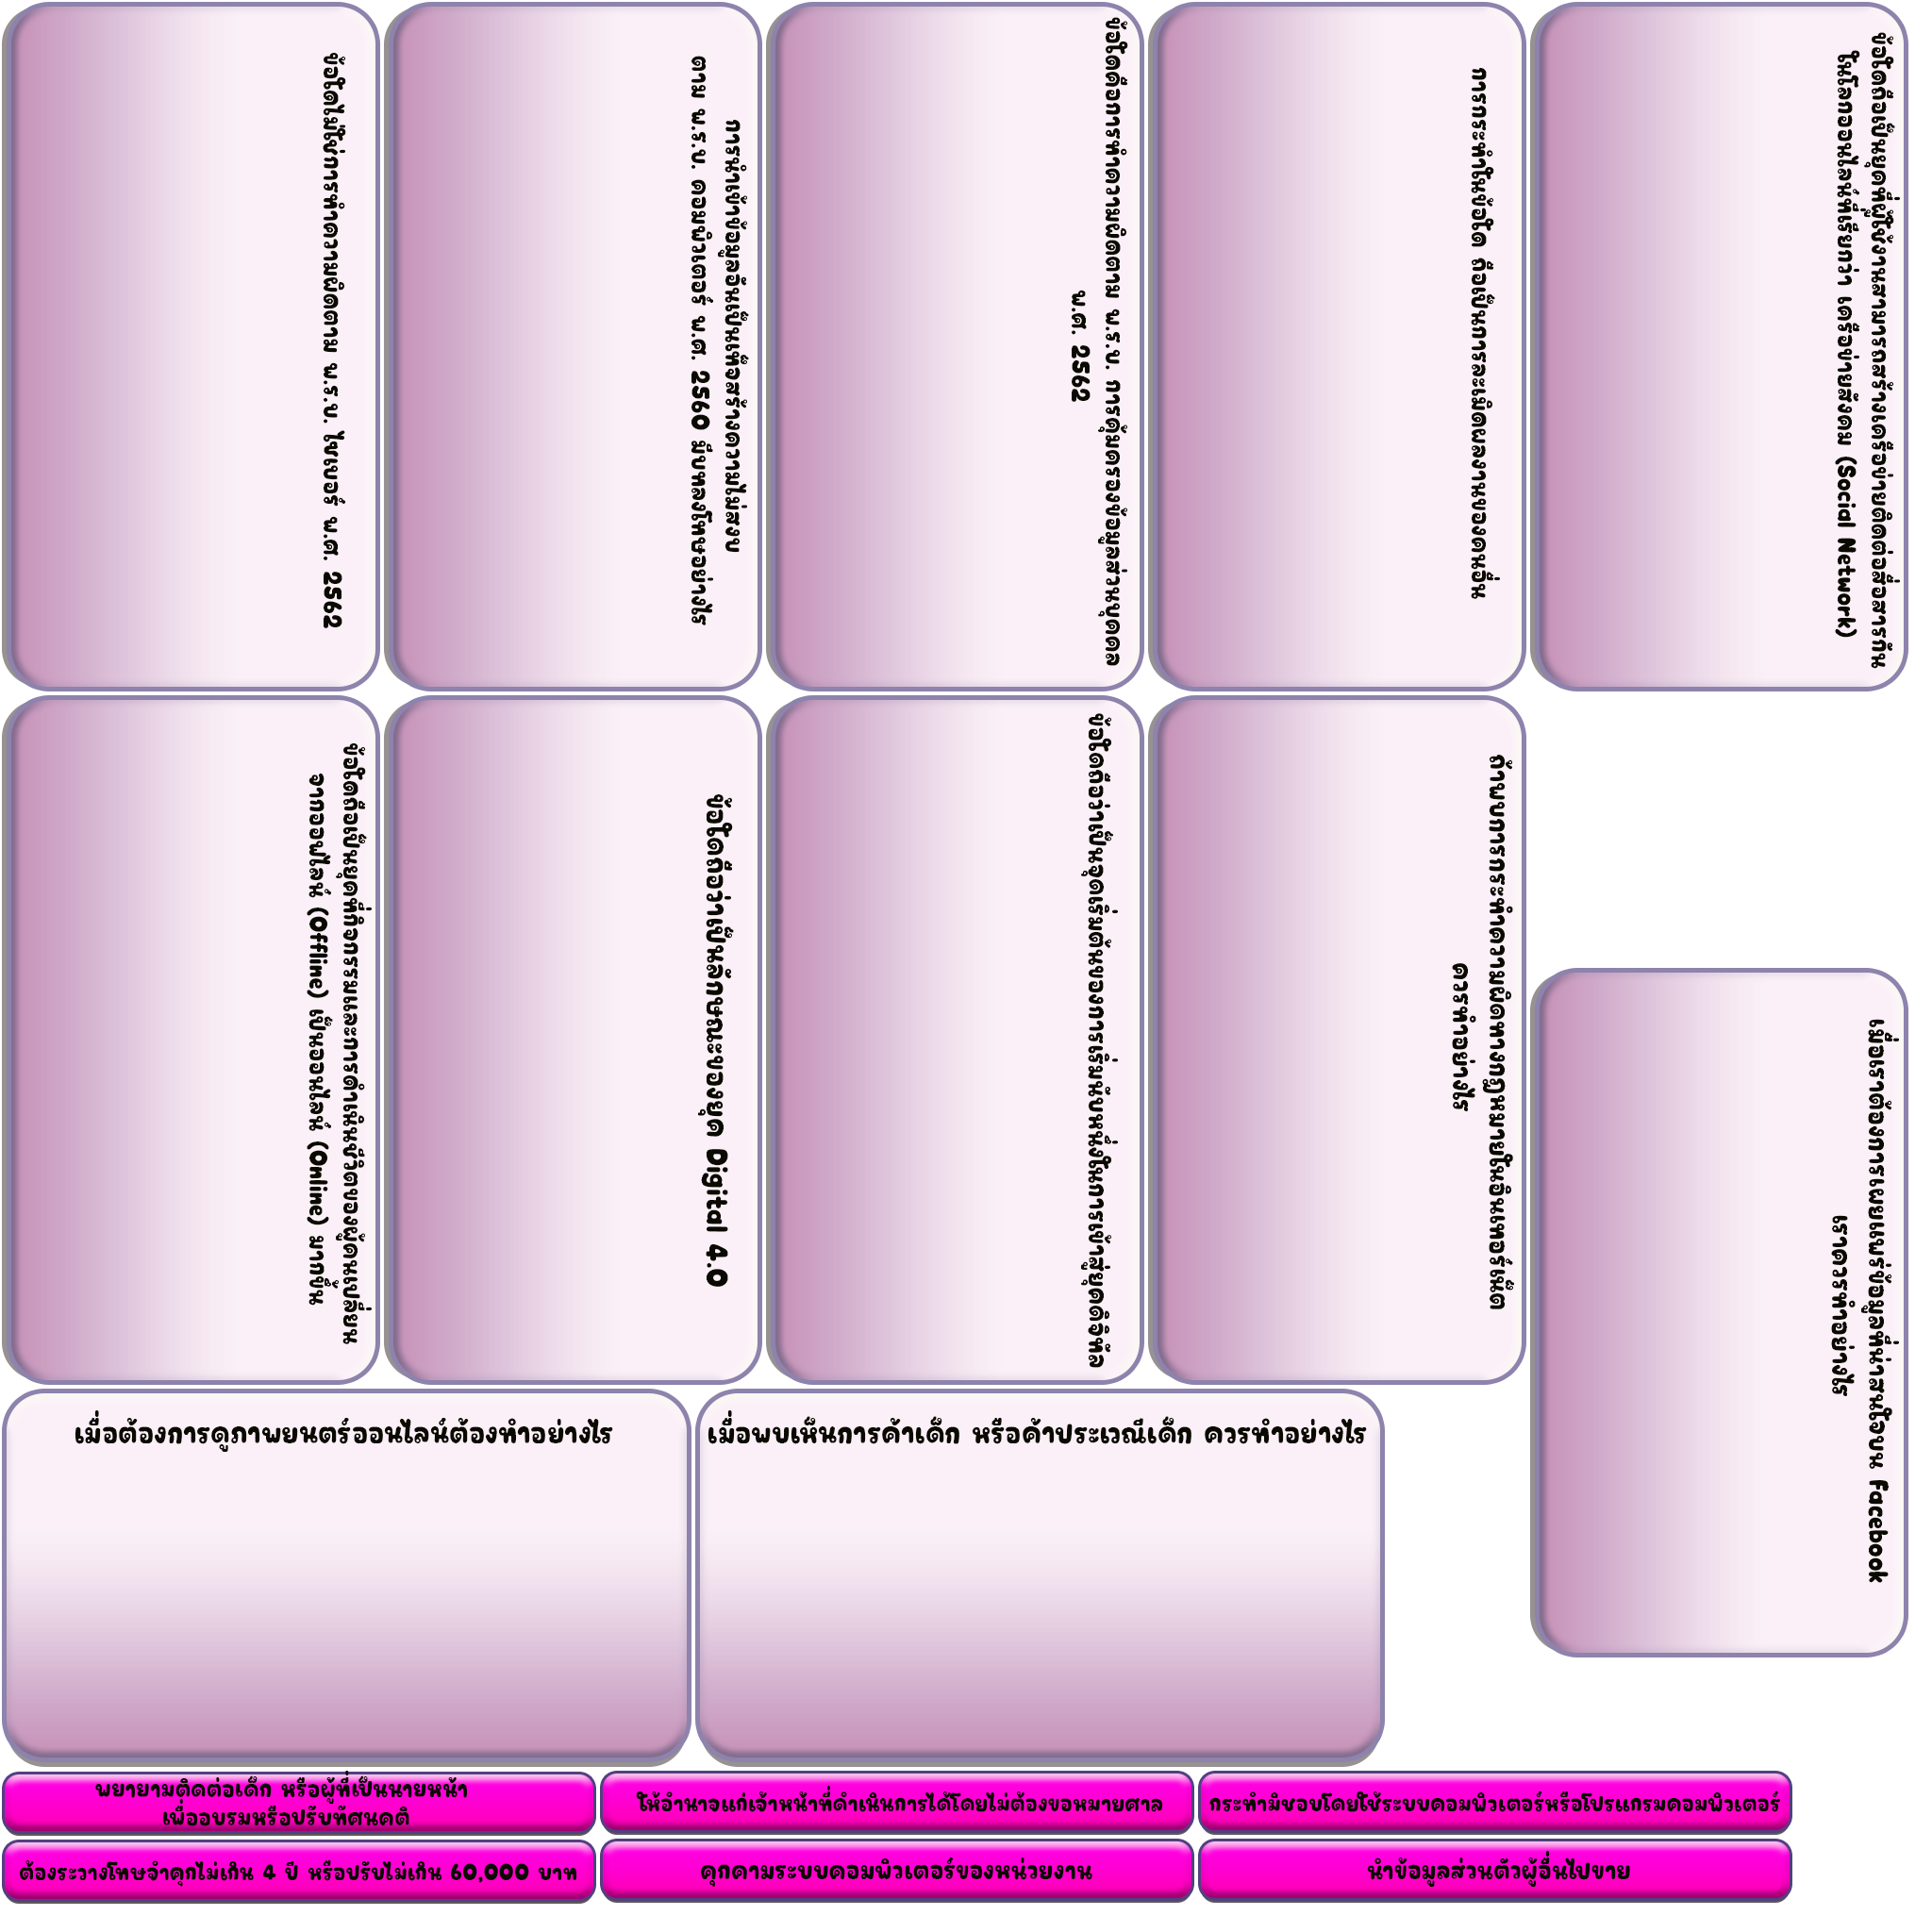 ข้อใดไม่ใช่การทำความผิดตาม พ.ร.บ. ไซเบอร์ พ.ศ. 2562
การนำเข้าข้อมูลอันเป็นเท็จสร้างความไม่สงบ
ตาม พ.ร.บ. คอมพิวเตอร์ พ.ศ. 2560 มีบทลงโทษอย่างไร
ข้อใดคือการทำความผิดตาม พ.ร.บ. การคุ้มครองข้อมูลส่วนบุคคล
พ.ศ. 2562
การกระทำในข้อใด ถือเป็นการละเมิดผลงานของคนอื่น
ข้อใดถือเป็นยุคที่ผู้ใช้งานสามารถสร้างเครือข่ายติดต่อสื่อสารกัน
ในโลกออนไลน์ที่เรียกว่า เครือข่ายสังคม (Social Network)
ข้อใดถือเป็นยุคที่กิจกรรมและการดำเนินชีวิตของผู้คนเปลี่ยน
จากออฟไลน์ (Offline) เป็นออนไลน์ (Online) มากขึ้น
ข้อใดถือว่าเป็นลักษณะของยุค Digital 4.0
ข้อใดถือว่าเป็นจุดเริ่มต้นของการเริ่มนับหนึ่งในการเข้าสู่ยุคดิจิทัล
ถ้าพบการกระทำความผิดทางกฎหมายในอินเทอร์เน็ต
ควรทำอย่างไร
เมื่อเราต้องการเผยแพร่ข้อมูลที่น่าสนใจบน Facebook
เราควรทำอย่างไร
เมื่อต้องการดูภาพยนตร์ออนไลน์ต้องทำอย่างไร
เมื่อพบเห็นการค้าเด็ก หรือค้าประเวณีเด็ก ควรทำอย่างไร
พยายามติดต่อเด็ก หรือผู้ที่เป็นนายหน้า
เพื่ออบรมหรือปรับทัศนคติ
ให้อำนาจแก่เจ้าหน้าที่ดำเนินการได้โดยไม่ต้องขอหมายศาล
กระทำมิชอบโดยใช้ระบบคอมพิวเตอร์หรือโปรแกรมคอมพิวเตอร์
ต้องระวางโทษจำคุกไม่เกิน 4 ปี หรือปรับไม่เกิน 60,000 บาท
คุกคามระบบคอมพิวเตอร์ของหน่วยงาน
นำข้อมูลส่วนตัวผู้อื่นไปขาย